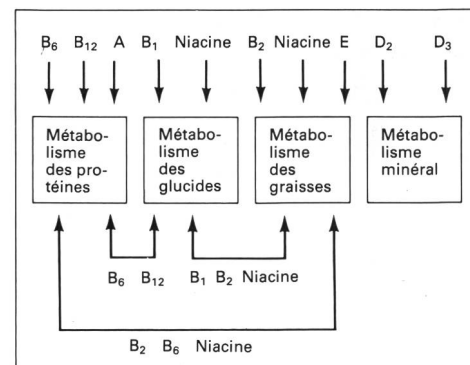 B₆ B₁₂ A B₁ Niacine B₂ Niacine E D₂ D₃
Métabo-
lisme
des pro-
téines
Métabo-
lisme
des
glucides
Métabo-
lisme
des
graisses
Métabo-
lisme
minéral
B₆ B₁₂
B₁ B₂ Niacine
B₂ B₆ Niacine